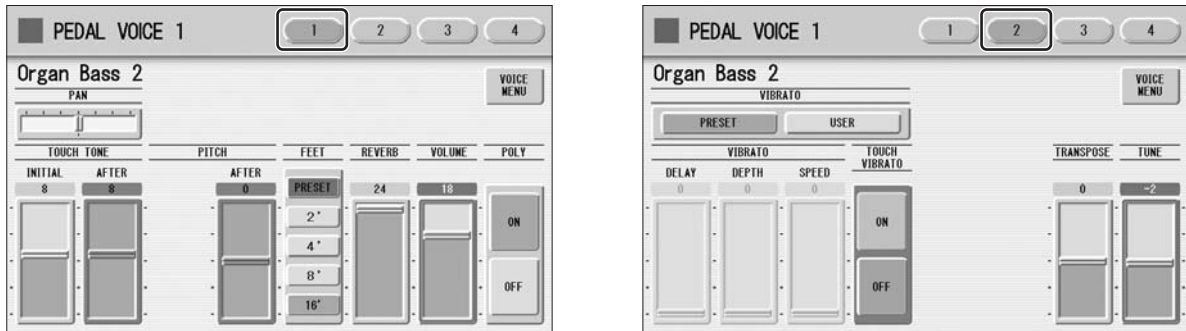 PEDAL VOICE 1 1 2 3 4
Organ Bass 2
VOICE
MENU
PAN
TOUCH TONE PITCH FEET REVERB VOLUME POLY
INITIAL AFTER AFTER
8 8 0 PRESET 24 18
2' ON
4'
8' OFF
16'
PEDAL VOICE 1 1 2 3 4
Organ Bass 2
VOICE
MENU
VIBRATO
PRESET USER
VIBRATO TOUCH
VIBRATO TRANSPOSE TUNE
DELAY DEPTH SPEED
0 0 0 0 -2
ON
OFF